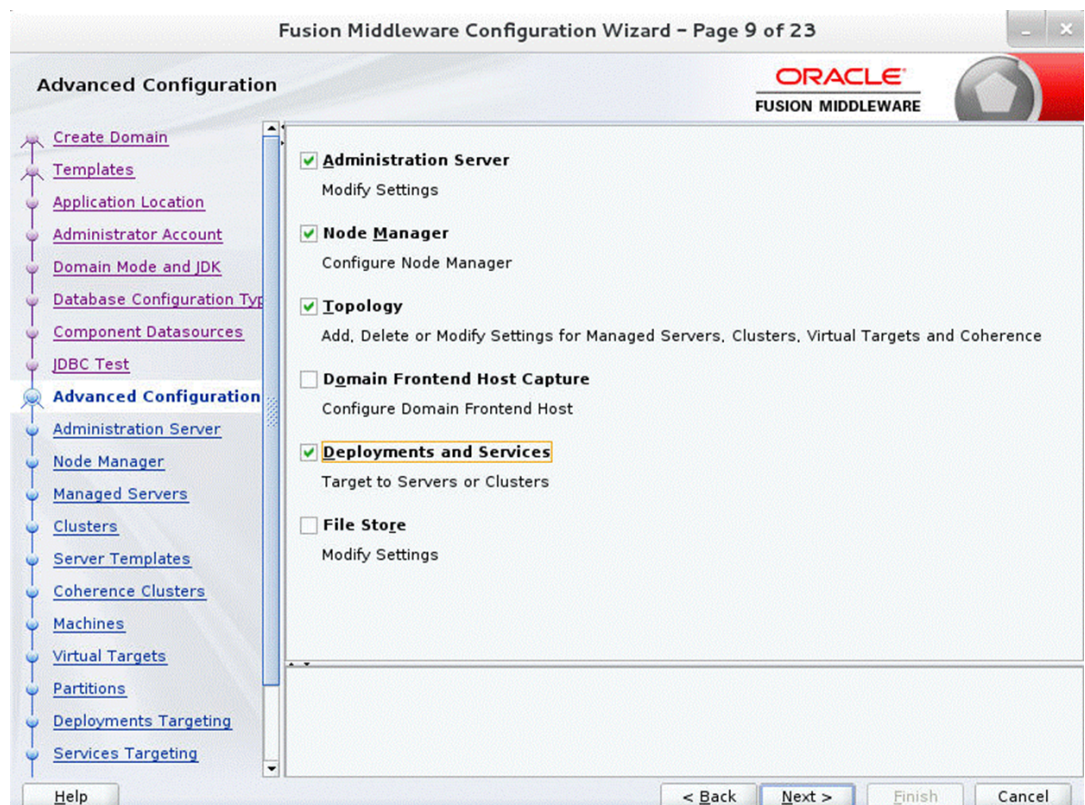 Fusion Middleware Configuration Wizard – Page 9 of 23
Advanced Configuration
ORACLE
FUSION MIDDLEWARE
Create Domain
Templates
Application Location
Administrator Account
Domain Mode and JDK
Database Configuration Typ
Component Datasources
JDBC Test
Advanced Configuration
Administration Server
Node Manager
Managed Servers
Clusters
Server Templates
Coherence Clusters
Machines
Virtual Targets
Partitions
Deployments Targeting
Services Targeting
Administration Server
Modify Settings
Node Manager
Configure Node Manager
Topology
Add, Delete or Modify Settings for Managed Servers, Clusters, Virtual Targets and Coherence
Domain Frontend Host Capture
Configure Domain Frontend Host
Deployments and Services
Target to Servers or Clusters
File Store
Modify Settings
Help
< Back
Next >
Finish
Cancel